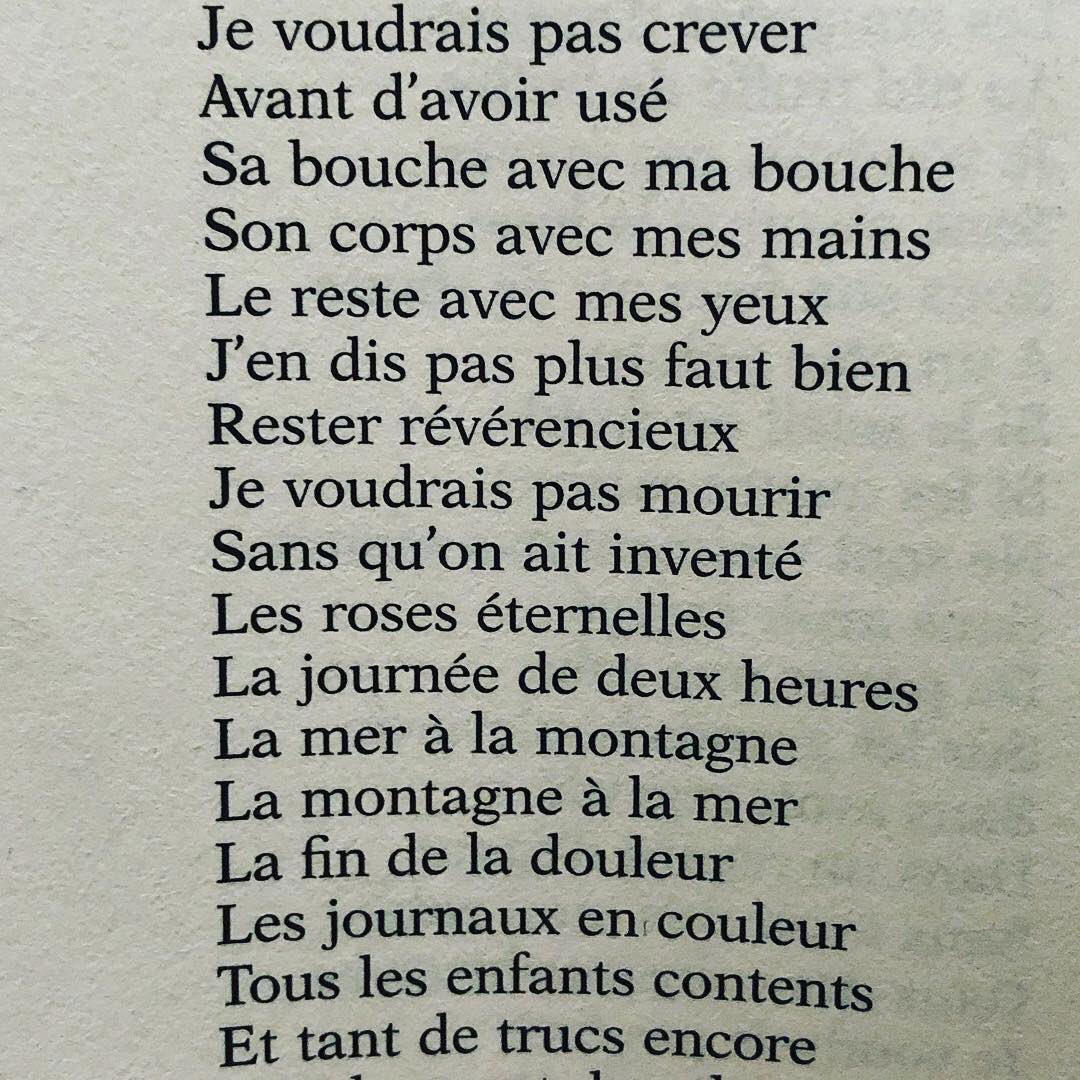 Je voudrais pas crever
Avant d'avoir usé
Sa bouche avec ma bouche
Son corps avec mes mains
Le reste avec mes yeux
J'en dis pas plus faut bien
Rester révérencieux
Je voudrais pas mourir
Sans qu'on ait inventé
Les roses éternelles
La journée de deux heures
La mer à la montagne
La montagne à la mer
La fin de la douleur
Les journaux en couleur
Tous les enfants contents
Et tant de trucs encore